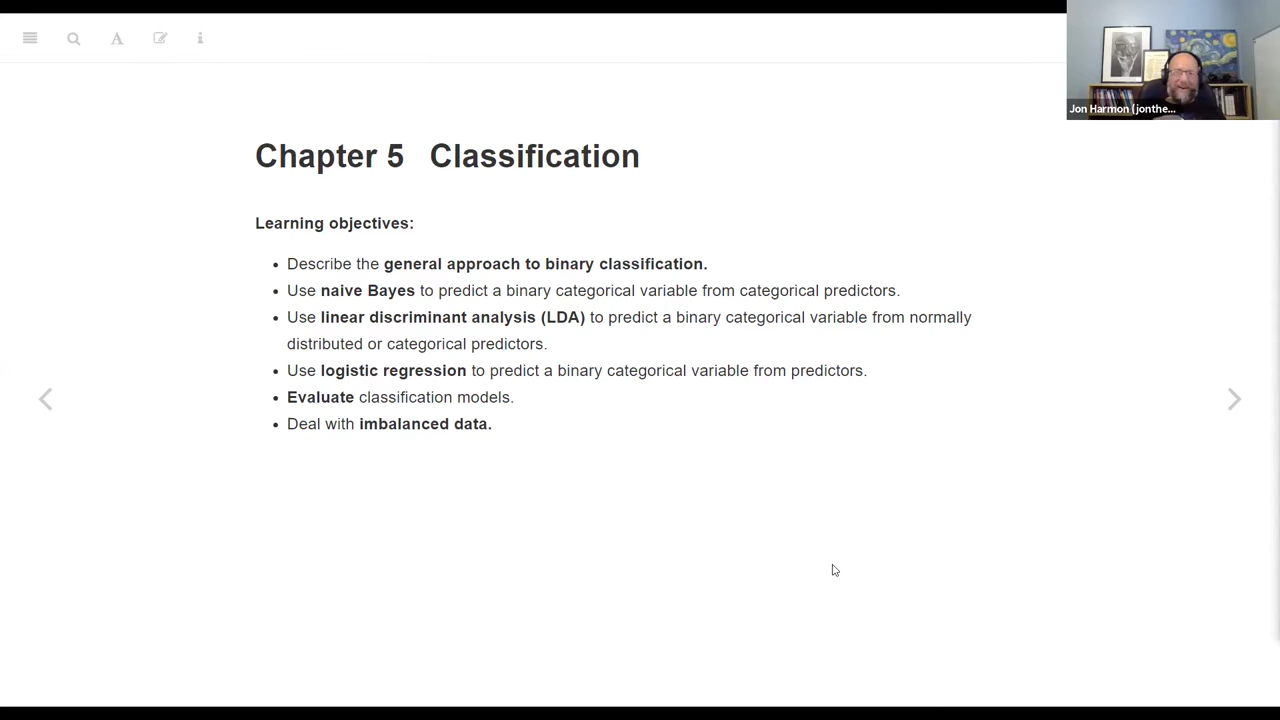 Jon Harmon (jonthe...
Chapter 5 Classification
Learning objectives:
• Describe the general approach to binary classification.
• Use naive Bayes to predict a binary categorical variable from categorical predictors.
• Use linear discriminant analysis (LDA) to predict a binary categorical variable from normally
distributed or categorical predictors.
• Use logistic regression to predict a binary categorical variable from predictors.
• Evaluate classification models.
• Deal with imbalanced data.